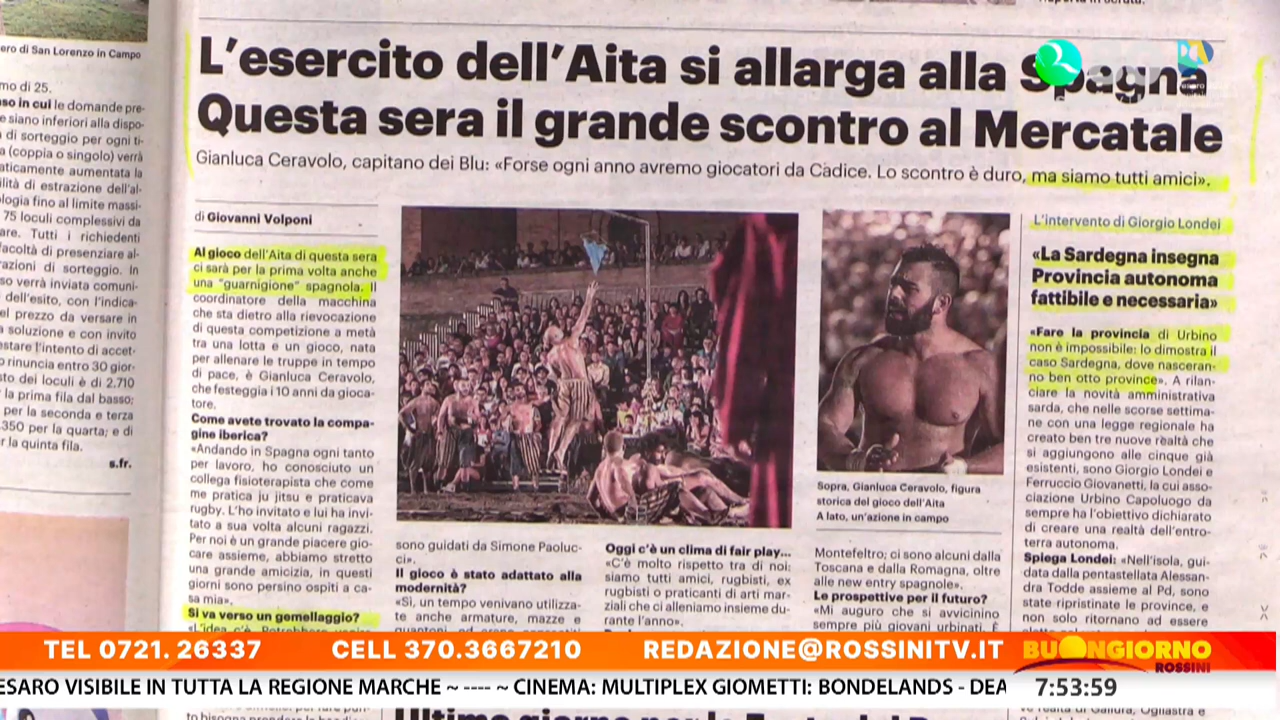 ero di San Lorenzo in Campo
mo di 25.
so in cui le domande pre-
e siano inferiori alla dispo-
di sorteggio per ogni ti-
a (coppia o singolo) verrà
aticamente aumentata la
ilità di estrazione dell'al-
ologia fino al limite massi-
75 loculi complessivi da
are. Tutti i richiedenti
facoltà di presenziare al-
razioni di sorteggio. In
so verrà inviata comuni-
dell'esito, con l'indica-
el prezzo da versare in
a soluzione e con invito
estare l'intento di accet-
o rinuncia entro 30 gior-
sto dei loculi è di 2.710
r la prima fila dal basso;
per la seconda e terza
.350 per la quarta; e di
r la quinta fila.
s.fr.
L'esercito dell'Aita si allarga alla Spagna
Questa sera il grande scontro al Mercatale
Gianluca Ceravolo, capitano dei Blu: «Forse ogni anno avremo giocatori da Cadice. Lo scontro è duro, ma siamo tutti amici».
di Giovanni Volponi
Al gioco dell'Aita di questa sera
ci sarà per la prima volta anche
una "guarnigione" spagnola. Il
coordinatore della macchina
che sta dietro alla rievocazione
di questa competizione a metà
tra una lotta e un gioco, nata
per allenare le truppe in tempo
di pace, è Gianluca Ceravolo,
che festeggia i 10 anni da gioca-
tore.
Come avete trovato la compa-
gine iberica?
«Andando in Spagna ogni tanto
per lavoro, ho conosciuto un
collega fisioterapista che come
me pratica ju jitsu e praticava
rugby. L'ho invitato e lui ha invi-
tato a sua volta alcuni ragazzi.
Per noi è un grande piacere gio-
care assieme, abbiamo stretto
una grande amicizia, in questi
giorni sono persino ospiti a ca-
sa mia».
Si va verso un gemellaggio?
sono guidati da Simone Paoluc-
ci».
Il gioco è stato adattato alla
modernità?
«Sì, un tempo venivano utilizza-
te anche armature, mazze e
Oggi c'è un clima di fair play...
«C'è molto rispetto tra di noi:
siamo tutti amici, rugbisti, ex
rugbisti o praticanti di arti mar-
ziali che ci alleniamo insieme du-
rante l'anno».
Sopra, Gianluca Ceravolo, figura
storica del gioco dell'Aita
A lato, un'azione in campo
Montefeltro; ci sono alcuni dalla
Toscana e dalla Romagna, oltre
alle new entry spagnole».
Le prospettive per il futuro?
«Mi auguro che si avvicinino
sempre più giovani urbinati. È
L'intervento di Giorgio Londei
«La Sardegna insegna
Provincia autonoma
fattibile e necessaria»
«Fare la provincia di Urbino
non è impossibile: lo dimostra il
caso Sardegna, dove nasceran-
no ben otto province». A rilan-
ciare la novità amministrativa
sarda, che nelle scorse settima-
ne con una legge regionale ha
creato ben tre nuove realtà che
si aggiungono alle cinque già
esistenti, sono Giorgio Londei e
Ferruccio Giovanetti, la cui asso-
ciazione Urbino Capoluogo da
sempre ha l'obiettivo dichiarato
di creare una realtà dell'entro-
terra autonoma.
Spiega Londei: «Nell'isola, gui-
data dalla pentastellata Alessan-
dra Todde assieme al Pd, sono
state ripristinate le province, e
non solo ritornano ad essere
TEL 0721. 26337 CELL 370.3667210 REDAZIONE@ROSSINITV.IT
BUONGIORNO
ROSSINI
ESARO VISIBILE IN TUTTA LA REGIONE MARCHE ~ ---- ~ CINEMA: MULTIPLEX GIOMETTI: BONDELANDS - DEA
7:53:59